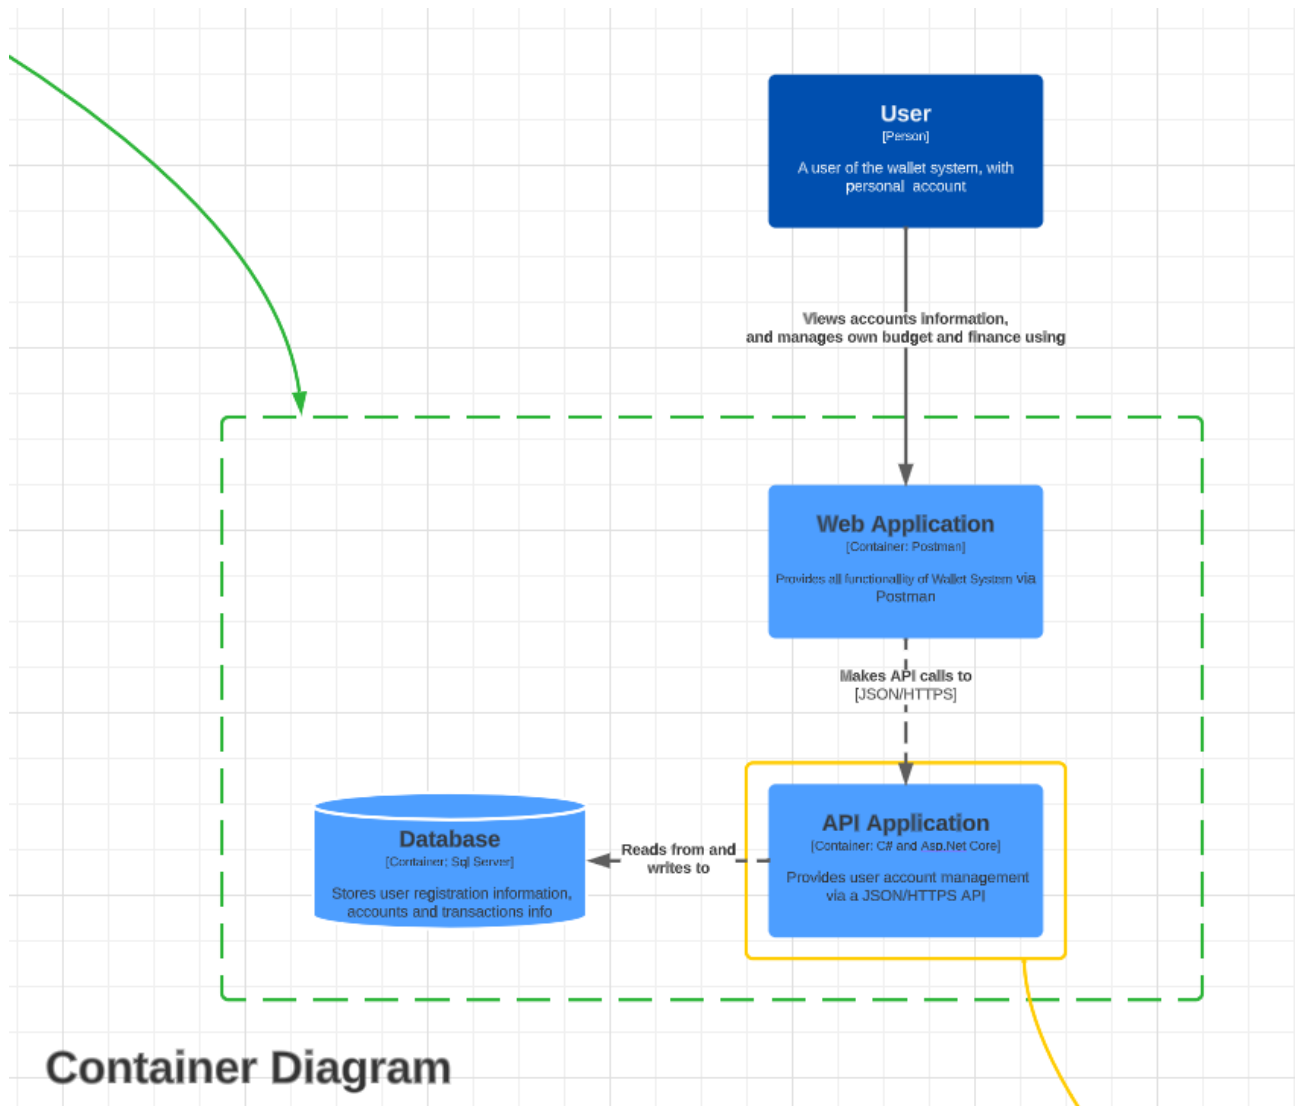 User
[Person]
A user of the wallet system, with
personal account
Views accounts information,
and manages own budget and finance using
Web Application
[Container: Postman]
Provides all functionality of Wallet System via
Postman
Makes API calls to
[JSON/HTTPS]
API Application
[Container: C# and Asp.Net Core]
Provides user account management
via a JSON/HTTPS API
Reads from and
writes to
Database
[Container: Sql Server]
Stores user registration information,
accounts and transactions info
Container Diagram